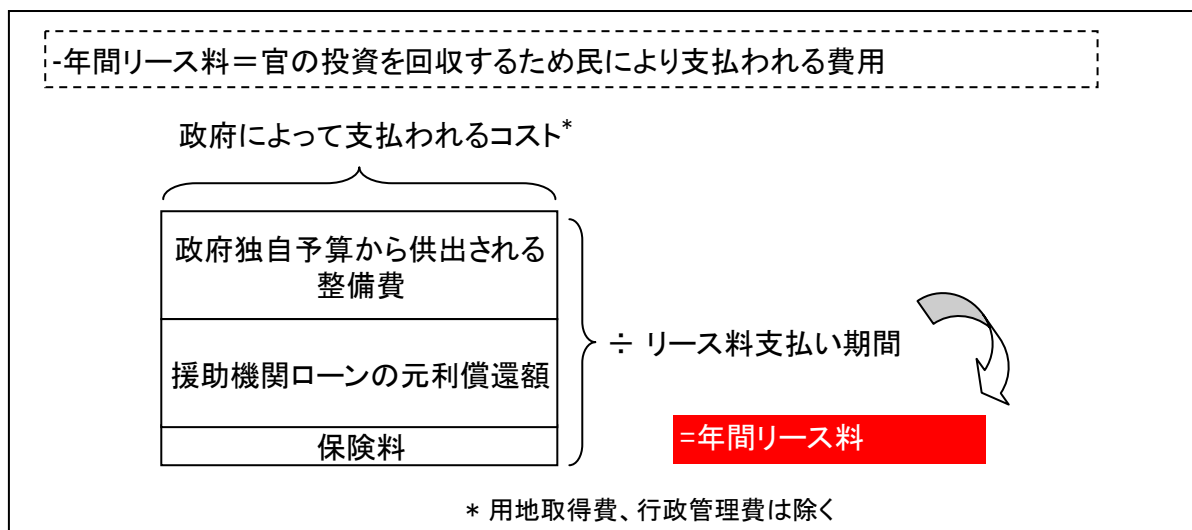 -年間リース料＝官の投資を回収するため民により支払われる費用
政府によって支払われるコスト*
政府独自予算から供出される
整備費
援助機関ローンの元利償還額
保険料
÷ リース料支払い期間
=年間リース料
* 用地取得費、行政管理費は除く